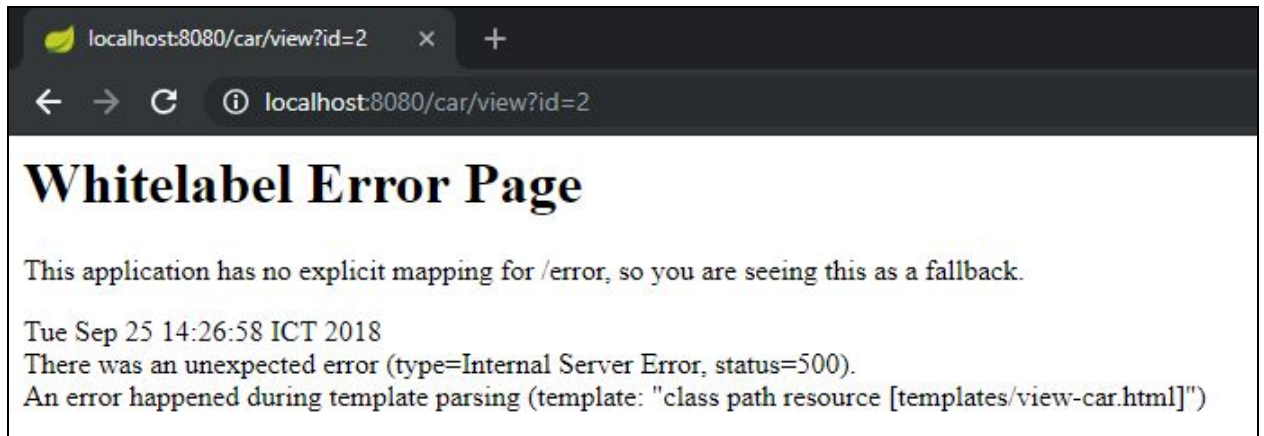 localhost:8080/car/view?id=2
localhost:8080/car/view?id=2
Whitelabel Error Page
This application has no explicit mapping for /error, so you are seeing this as a fallback.
Tue Sep 25 14:26:58 ICT 2018
There was an unexpected error (type=Internal Server Error, status=500).
An error happened during template parsing (template: "class path resource [templates/view-car.html]")